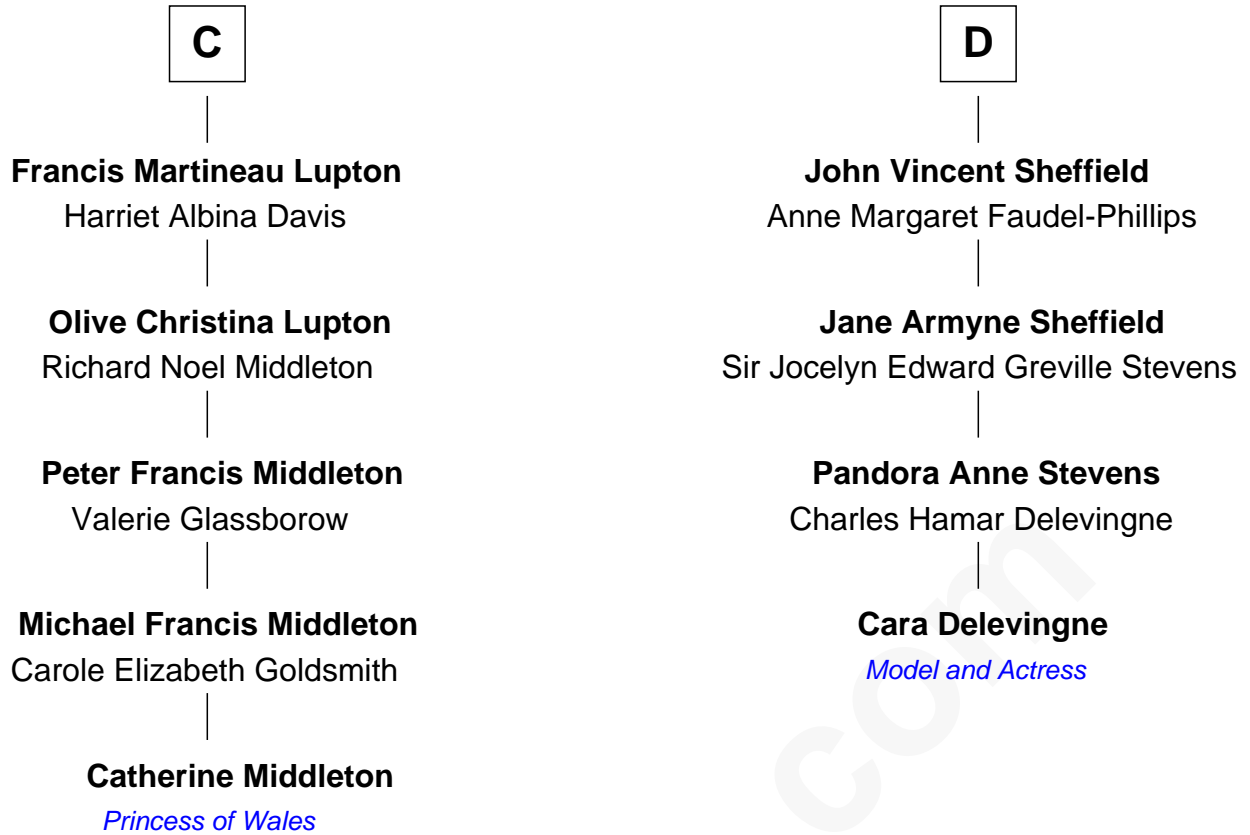 C
Francis Martineau Lupton
Harriet Albina Davis
Olive Christina Lupton
Richard Noel Middleton
Peter Francis Middleton
Valerie Glassborow
Michael Francis Middleton
Carole Elizabeth Goldsmith
Catherine Middleton
Princess of Wales
D
John Vincent Sheffield
Anne Margaret Faudel-Phillips
Jane Armyne Sheffield
Sir Jocelyn Edward Greville Stevens
Pandora Anne Stevens
Charles Hamar Delevingne
Cara Delevingne
Model and Actress
com